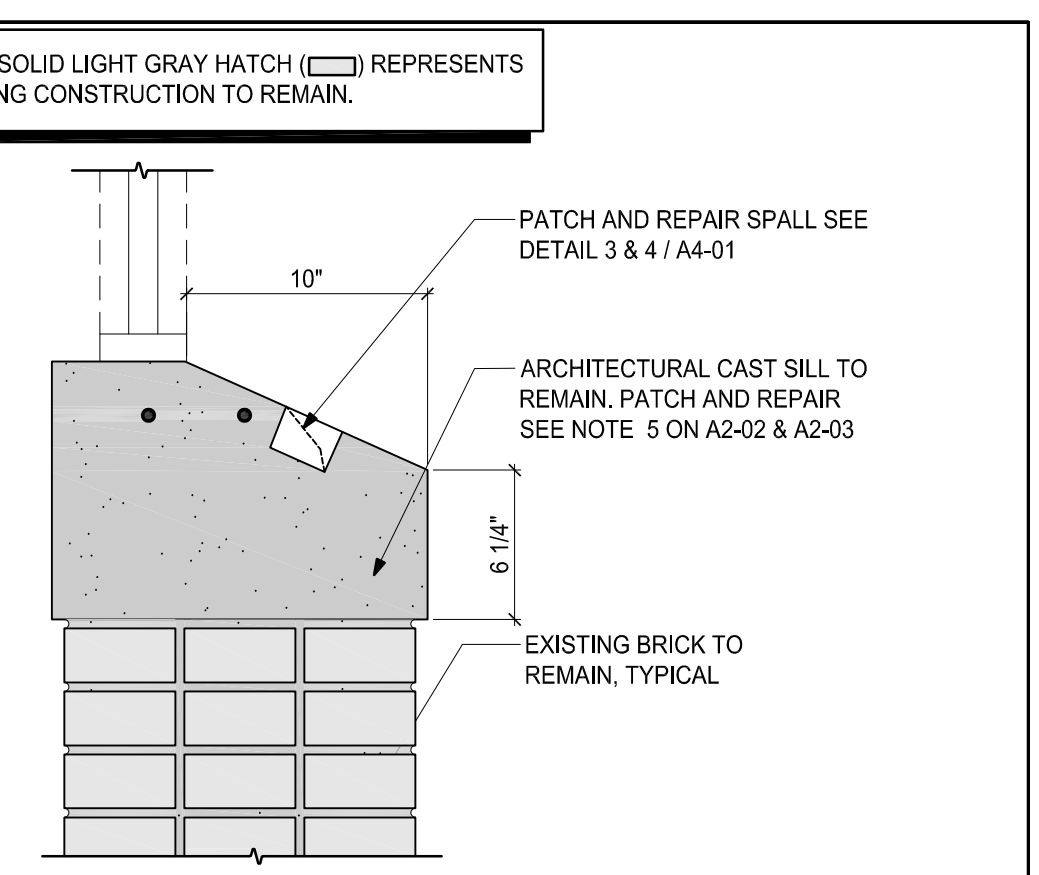 SOLID LIGHT GRAY HATCH ( ) REPRESENTS
CONSTRUCTION TO REMAIN.
PATCH AND REPAIR SPALL SEE
DETAIL 3 & 4 / A4-01
10"
ARCHITECTURAL CAST SILL TO
REMAIN. PATCH AND REPAIR
SEE NOTE 5 ON A2-02 & A2-03
6 1/4"
EXISTING BRICK TO
REMAIN, TYPICAL